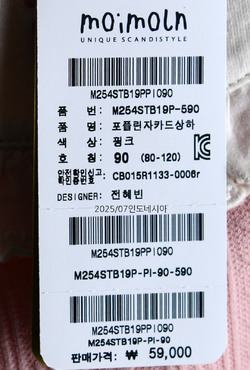 moimoln
UNIQUE SCANDISTYLE
M254STB19PPI090
품 번: M254STB19P-590
품 명: 포플린자카드상하
색 상: 핑크
호 칭: 90 (80-120)
안전확인신고
확인증번호: CB015R1133-0006r
DESIGNER: 전혜빈
2025/07인도네시아
M254STB19PPI090
M254STB19P-PI-90-590
M254STB19PPI090
M254STB19P-PI-90
판매가격: ₩ 59,000